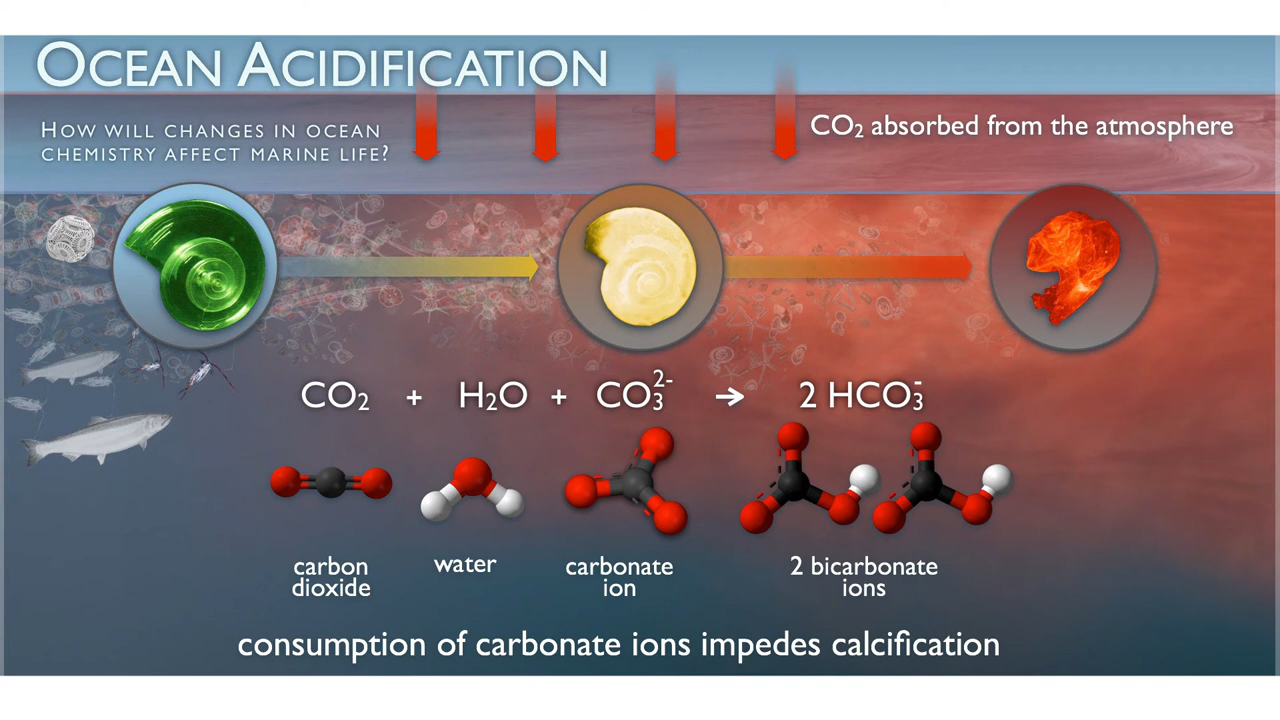 OCEAN ACIDIFICATION
HOW WILL CHANGES IN OCEAN
CHEMISTRY AFFECT MARINE LIFE?
CO₂ absorbed from the atmosphere
CO₂ + H₂O + CO₃²⁻ → 2 HCO₃⁻
carbon
dioxide
water
carbonate
ion
2 bicarbonate
ions
consumption of carbonate ions impedes calcification